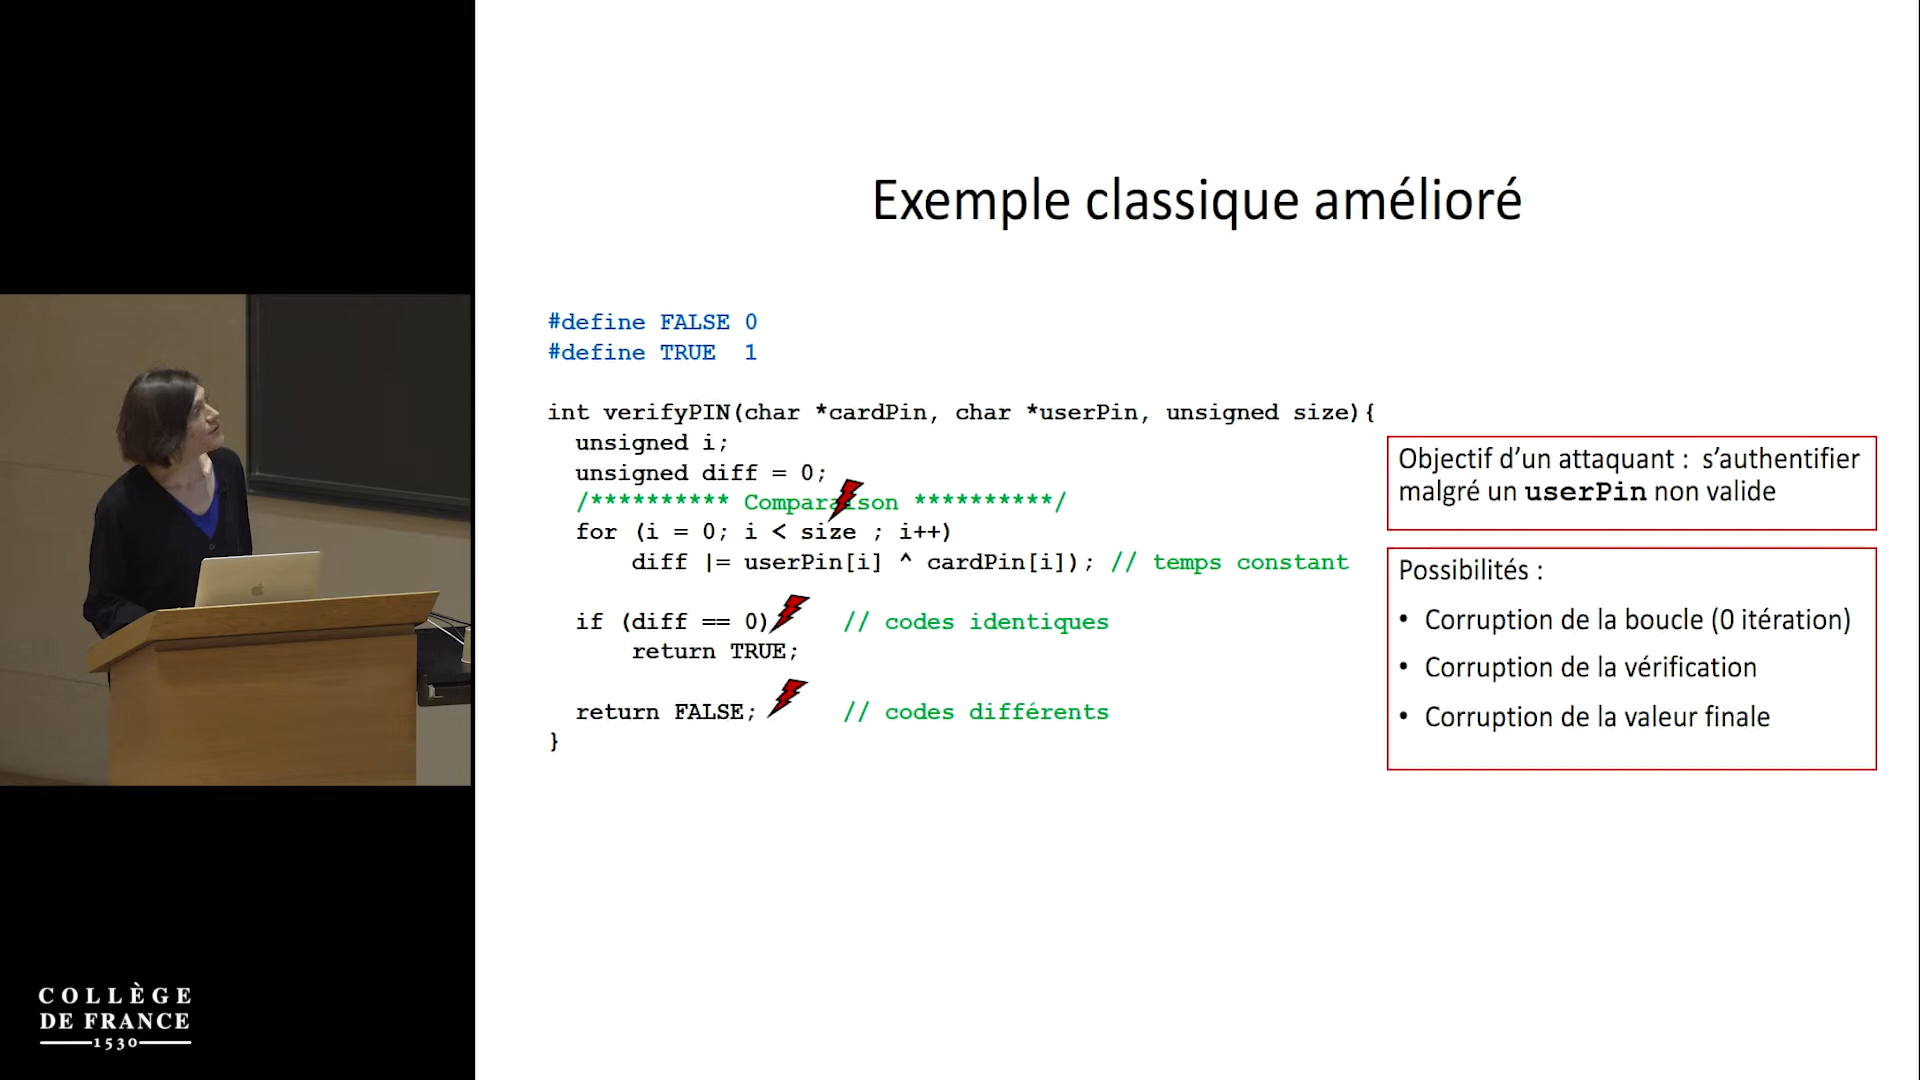 Exemple classique amélioré
#define FALSE 0
#define TRUE  1
int verifyPIN(char *cardPin, char *userPin, unsigned size){
unsigned i;
unsigned diff = 0;
/********** Comparaison **********/
for (i = 0; i < size ; i++)
diff |= userPin[i] ^ cardPin[i]); // temps constant
if (diff == 0) // codes identiques
return TRUE;
return FALSE; // codes différents
}
Objectif d’un attaquant : s’authentifier
malgré un userPin non valide
Possibilités :
• Corruption de la boucle (0 itération)
• Corruption de la vérification
• Corruption de la valeur finale
COLLÈGE
DE FRANCE
1530